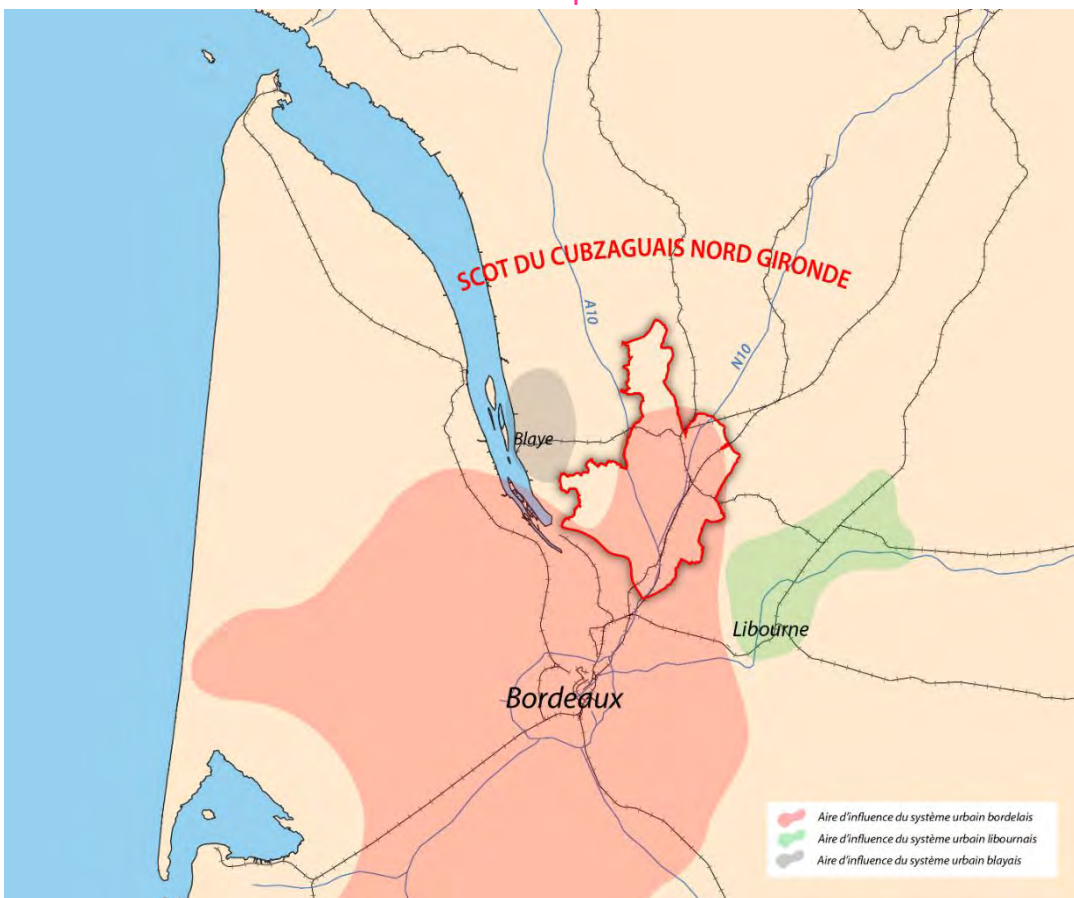 SCOT DU CUBZAGUAIS NORD GIRONDE
A10
N10
Blaye
Libourne
Bordeaux
Aire d'influence du système urbain bordelais
Aire d'influence du système urbain libournais
Aire d'influence du système urbain blayais